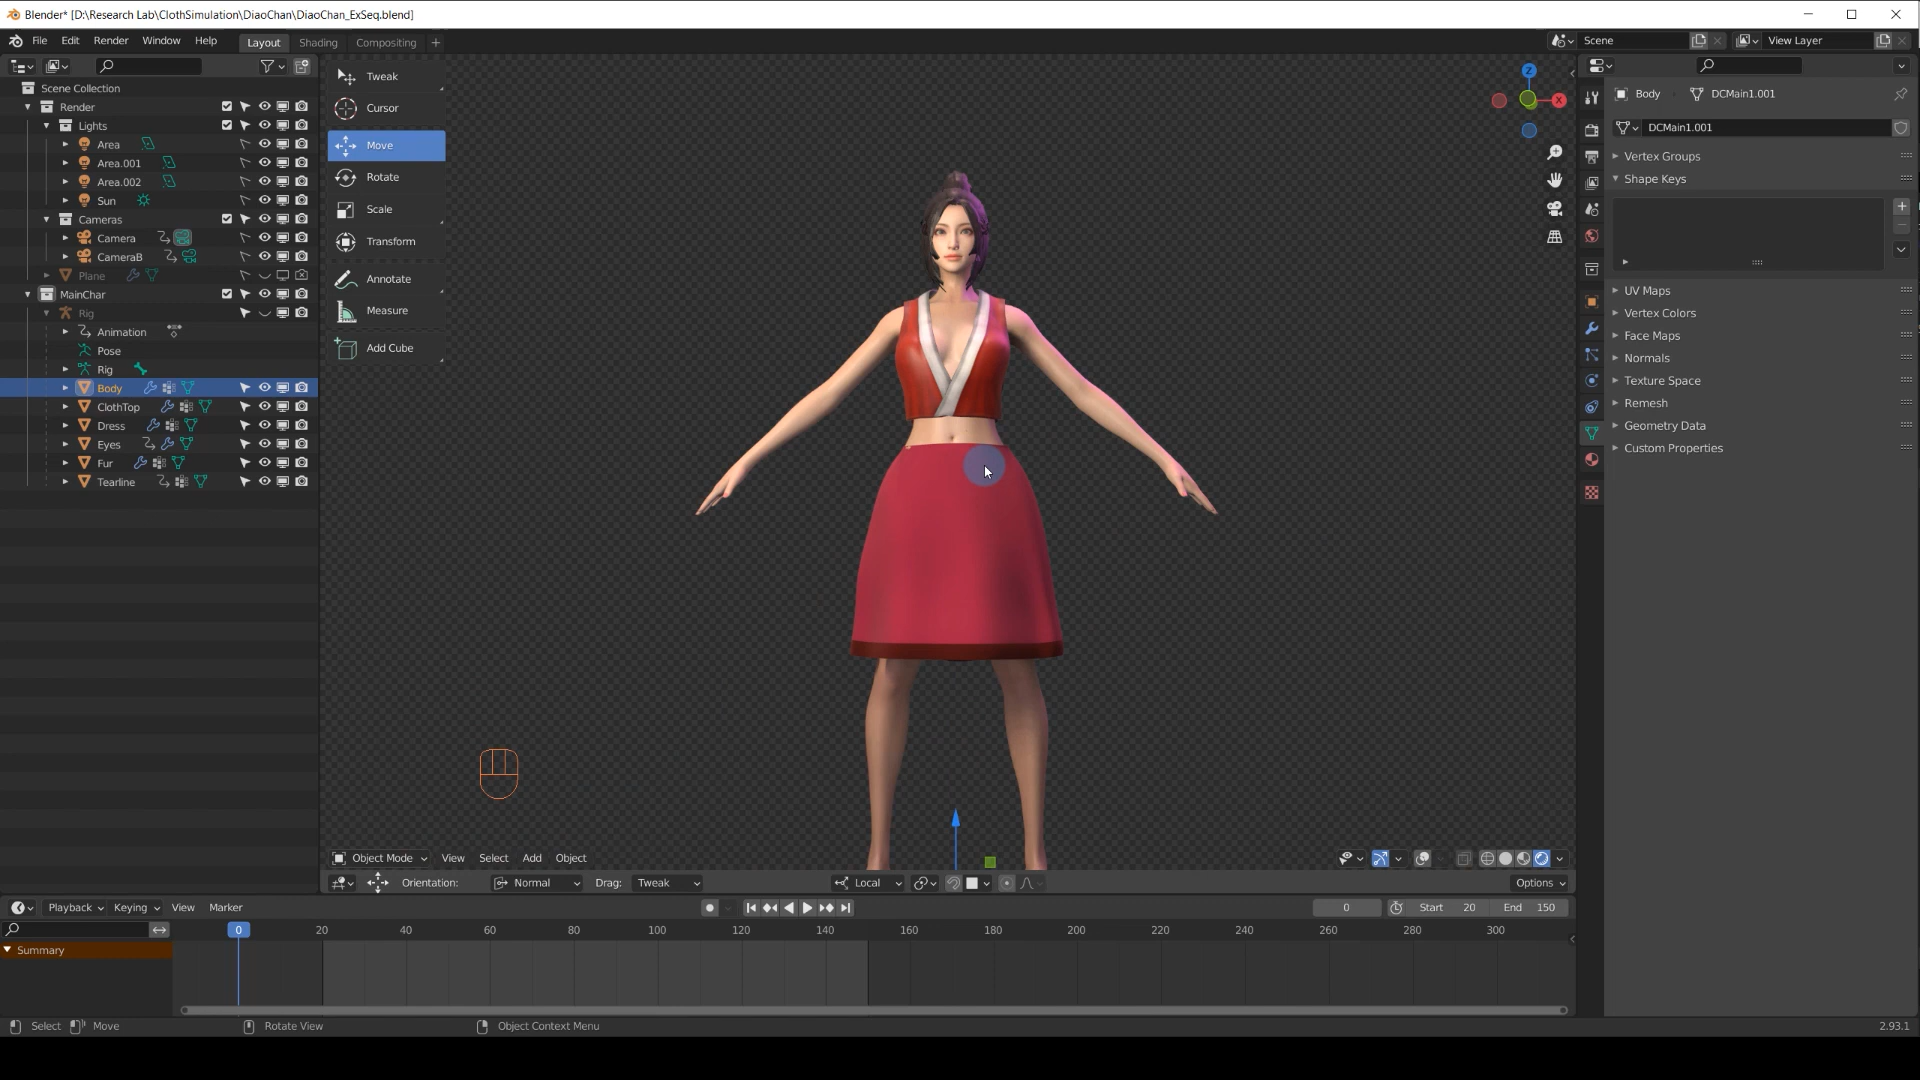 Blender* [D:\Research Lab\ClothSimulation\DiaoChan\DiaoChan_ExSeq.blend]
File Edit Render Window Help Layout Shading Compositing + Scene View Layer
Scene Collection
Render
Lights
Area
Area.001
Area.002
Sun
Cameras
Camera
CameraB
Plane
MainChar
Rig
Animation
Pose
Rig
Body
ClothTop
Dress
Eyes
Fur
Tearline
Tweak
Cursor
Move
Rotate
Scale
Transform
Annotate
Measure
Add Cube
Z
X
Body DCMain1.001
DCMain1.001
Vertex Groups
Shape Keys
UV Maps
Vertex Colors
Face Maps
Normals
Texture Space
Remesh
Geometry Data
Custom Properties
Object Mode View Select Add Object
Orientation: Normal Drag: Tweak Local Options
Playback Keying View Marker 0 Start 20 End 150
0 20 40 60 80 100 120 140 160 180 200 220 240 260 280 300
Summary
Select Move Rotate View Object Context Menu 2.93.1